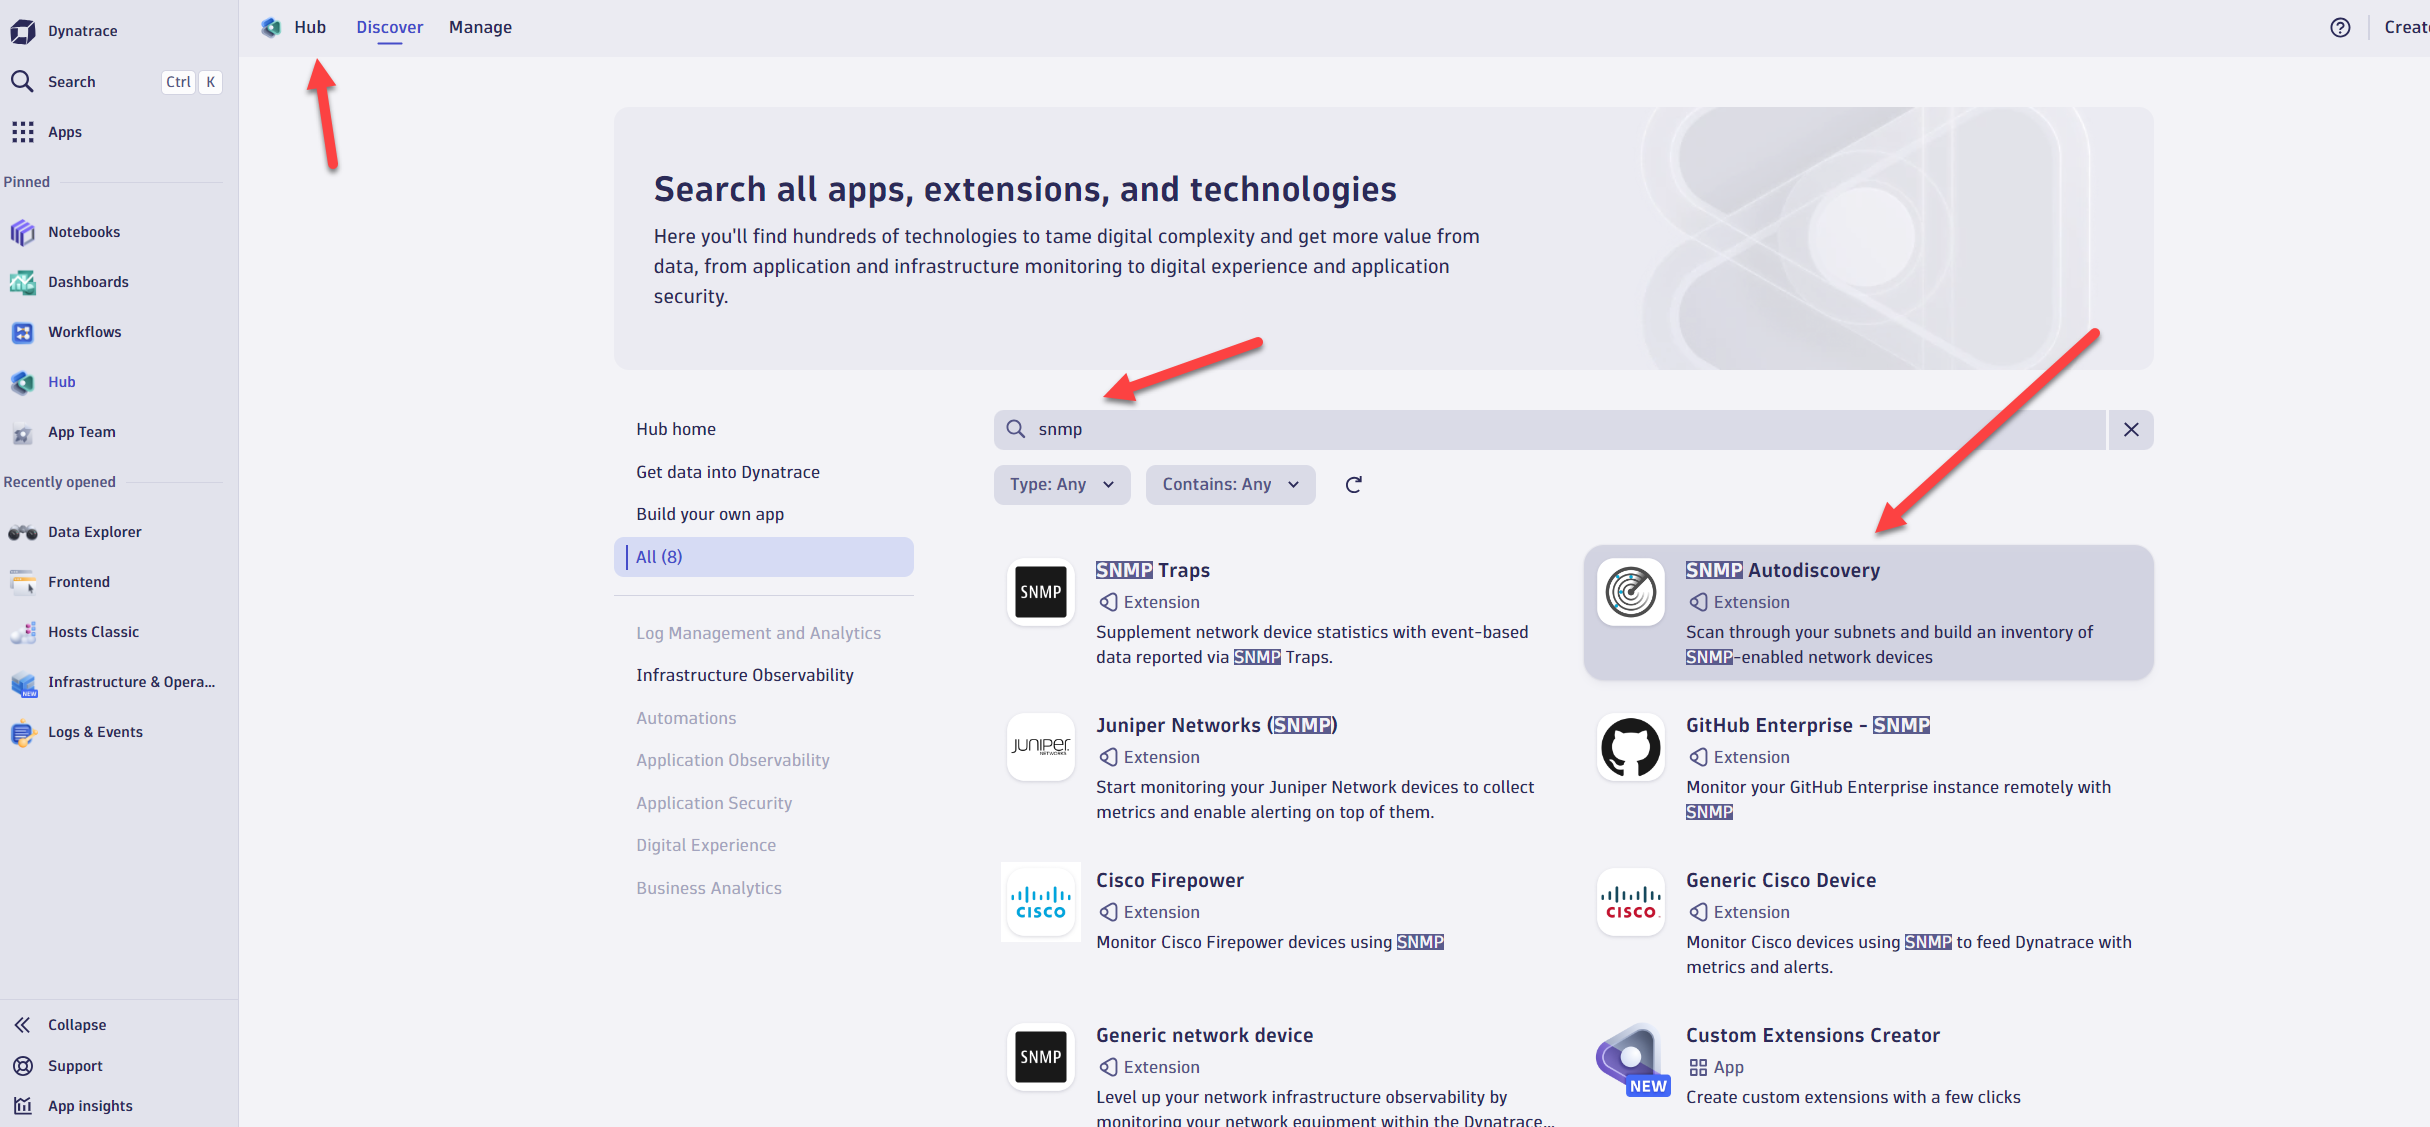 Dynatrace
Search Ctrl K
Apps
Pinned
Notebooks
Dashboards
Workflows
Hub
App Team
Recently opened
Data Explorer
Frontend
Hosts Classic
Infrastructure & Opera...
NEW
Logs & Events
Collapse
Support
App insights
Hub Discover Manage
Creat
Search all apps, extensions, and technologies
Here you'll find hundreds of technologies to tame digital complexity and get more value from
data, from application and infrastructure monitoring to digital experience and application
security.
Hub home
Get data into Dynatrace
Build your own app
All (8)
Log Management and Analytics
Infrastructure Observability
Automations
Application Observability
Application Security
Digital Experience
Business Analytics
snmp
Type: Any Contains: Any
SNMP
SNMP Traps
Extension
Supplement network device statistics with event-based
data reported via SNMP Traps.
SNMP Autodiscovery
Extension
Scan through your subnets and build an inventory of
SNMP-enabled network devices
JUNIPER
NETWORKS
Juniper Networks (SNMP)
Extension
Start monitoring your Juniper Network devices to collect
metrics and enable alerting on top of them.
GitHub Enterprise - SNMP
Extension
Monitor your GitHub Enterprise instance remotely with
SNMP
CISCO
Cisco Firepower
Extension
Monitor Cisco Firepower devices using SNMP
CISCO
Generic Cisco Device
Extension
Monitor Cisco devices using SNMP to feed Dynatrace with
metrics and alerts.
SNMP
Generic network device
Extension
Level up your network infrastructure observability by
monitoring your network equipment within the Dynatrace...
NEW
Custom Extensions Creator
App
Create custom extensions with a few clicks